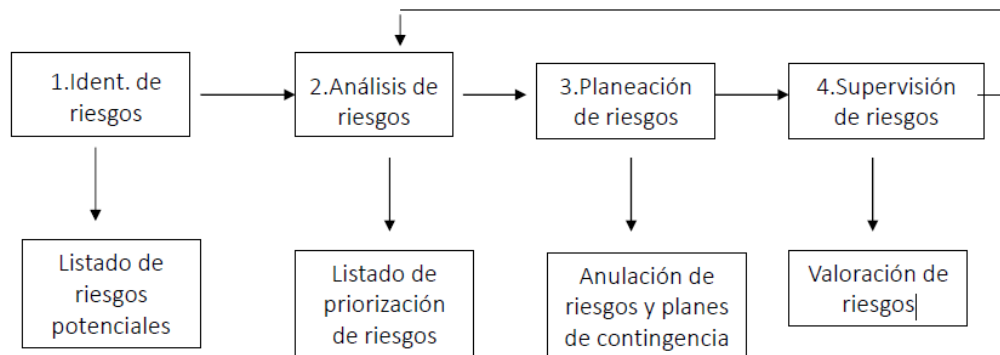 1.Ident. de
riesgos
2.Análisis de
riesgos
3.Planeación
de riesgos
4.Supervisión
de riesgos
Listado de
riesgos
potenciales
Listado de
priorización
de riesgos
Anulación de
riesgos y planes
de contingencia
Valoración de
riesgos